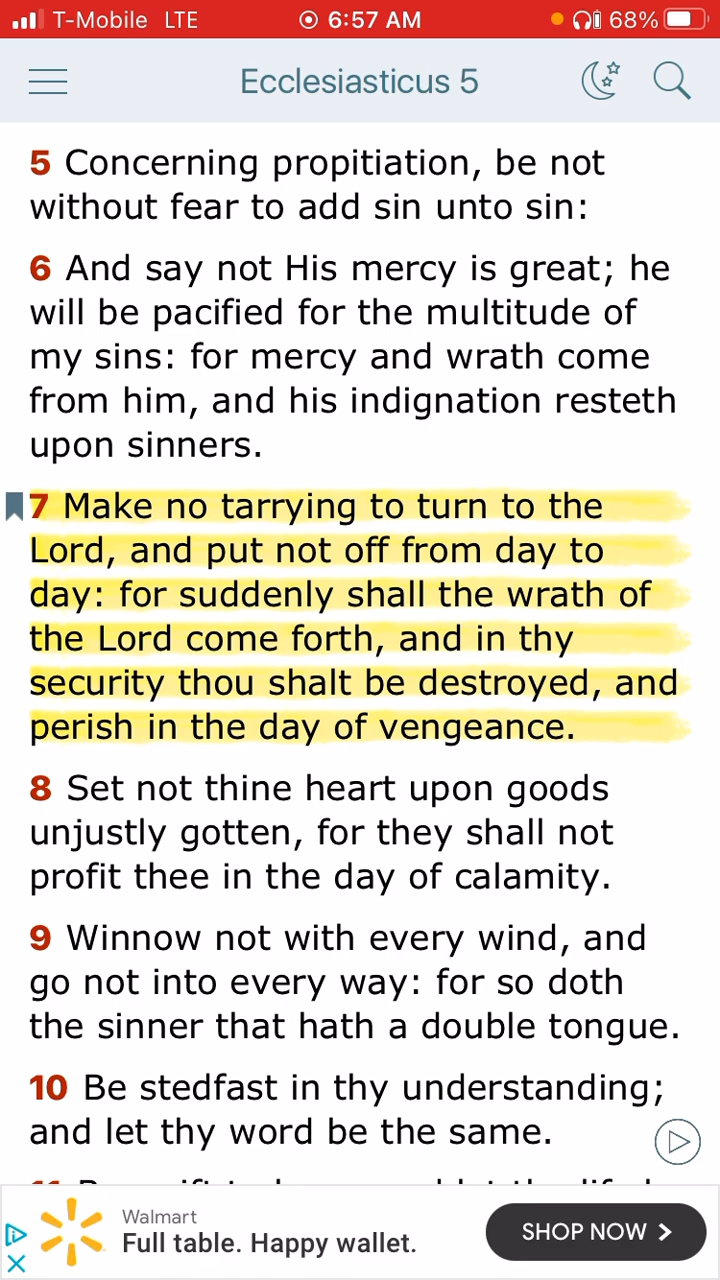 T-Mobile LTE 6:57 AM 68%
Ecclesiasticus 5
5 Concerning propitiation, be not
without fear to add sin unto sin:
6 And say not His mercy is great; he
will be pacified for the multitude of
my sins: for mercy and wrath come
from him, and his indignation resteth
upon sinners.
7 Make no tarrying to turn to the
Lord, and put not off from day to
day: for suddenly shall the wrath of
the Lord come forth, and in thy
security thou shalt be destroyed, and
perish in the day of vengeance.
8 Set not thine heart upon goods
unjustly gotten, for they shall not
profit thee in the day of calamity.
9 Winnow not with every wind, and
go not into every way: for so doth
the sinner that hath a double tongue.
10 Be stedfast in thy understanding;
and let thy word be the same.
Walmart
Full table. Happy wallet.
SHOP NOW